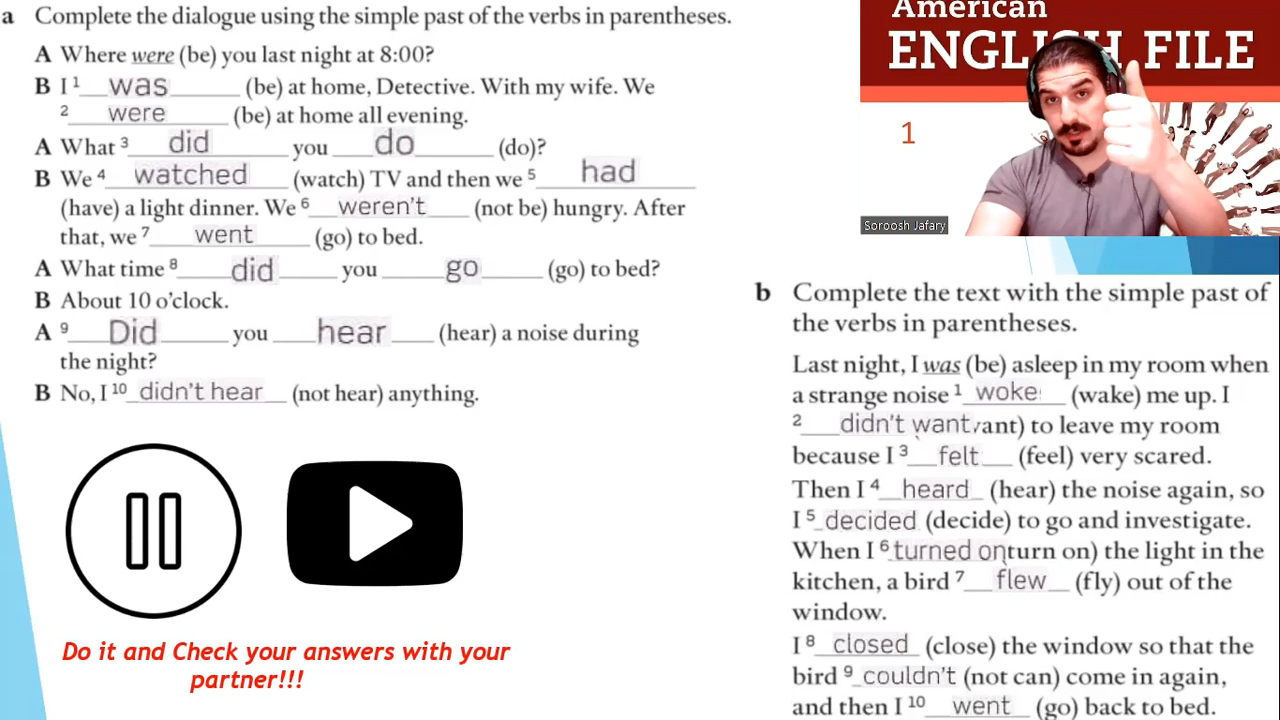 a Complete the dialogue using the simple past of the verbs in parentheses.
A Where were (be) you last night at 8:00?
B I 1 was (be) at home, Detective. With my wife. We
2 were (be) at home all evening.
A What 3 did you do (do)?
B We 4 watched (watch) TV and then we 5 had
(have) a light dinner. We 6 weren't (not be) hungry. After
that, we 7 went (go) to bed.
A What time 8 did you go (go) to bed?
B About 10 o'clock.
A 9 Did you hear (hear) a noise during
the night?
B No, I 10 didn't hear (not hear) anything.
Do it and Check your answers with your
partner!!!
American
ENGLISH FILE
1
Soroosh Jafary
b Complete the text with the simple past of
the verbs in parentheses.
Last night, I was (be) asleep in my room when
a strange noise 1 woke (wake) me up. I
2 didn't want vant) to leave my room
because I 3 felt (feel) very scared.
Then I 4 heard (hear) the noise again, so
I 5 decided (decide) to go and investigate.
When I 6 turned on turn on) the light in the
kitchen, a bird 7 flew (fly) out of the
window.
I 8 closed (close) the window so that the
bird 9 couldn't (not can) come in again,
and then I 10 went (go) back to bed.